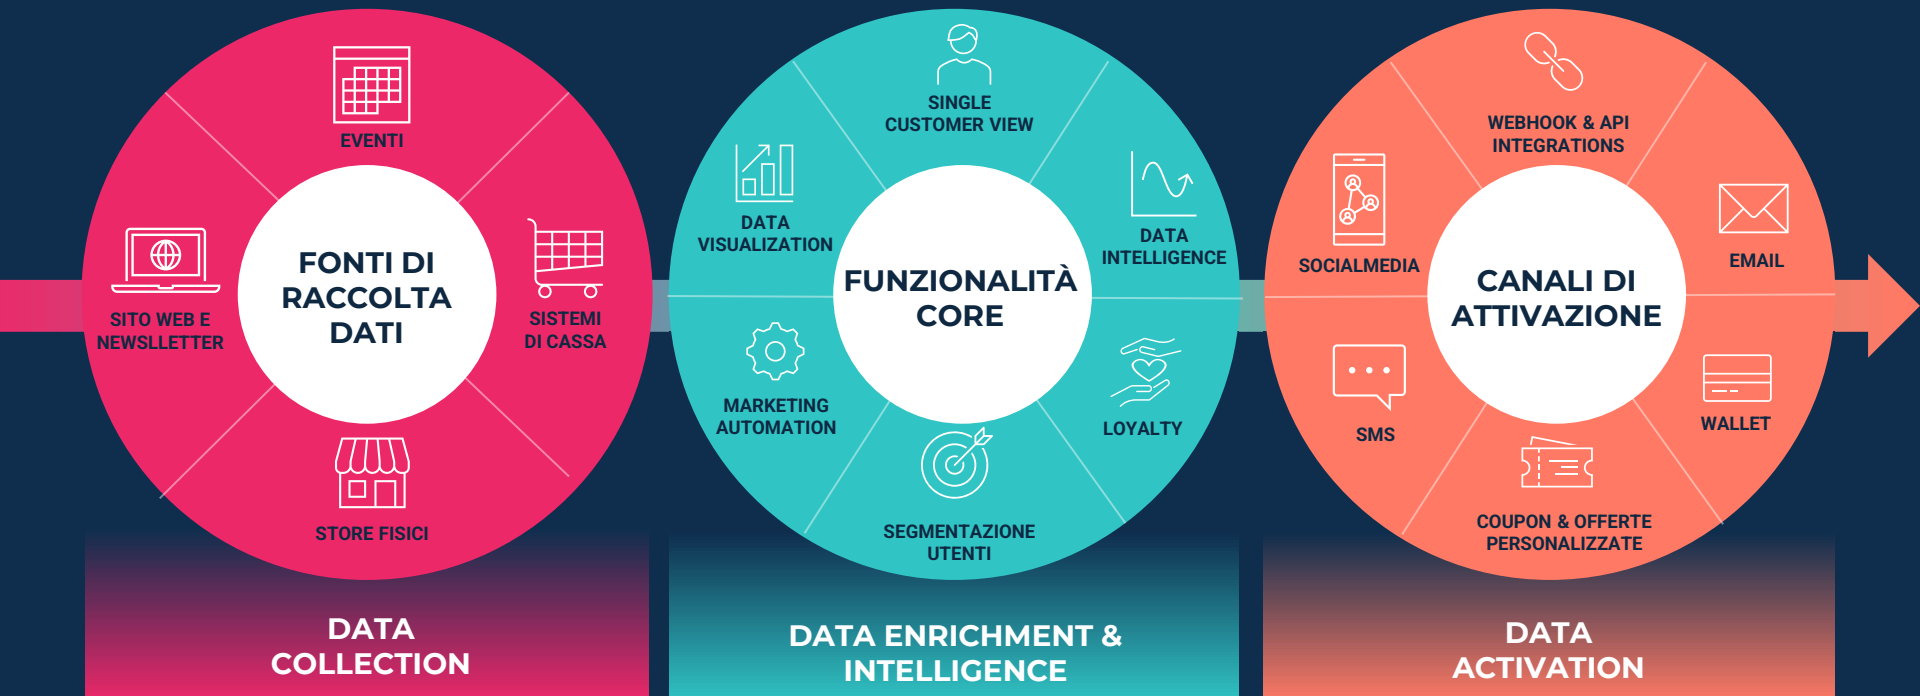 EVENTI
SITO WEB E
NEWSLLETTER
FONTI DI
RACCOLTA
DATI
SISTEMI
DI CASSA
STORE FISICI
DATA
COLLECTION
SINGLE
CUSTOMER VIEW
DATA
VISUALIZATION
DATA
INTELLIGENCE
FUNZIONALITÀ
CORE
MARKETING
AUTOMATION
LOYALTY
SEGMENTAZIONE
UTENTI
DATA ENRICHMENT &
INTELLIGENCE
WEBHOOK & API
INTEGRATIONS
SOCIALMEDIA
EMAIL
CANALI DI
ATTIVAZIONE
SMS
WALLET
COUPON & OFFERTE
PERSONALIZZATE
DATA
ACTIVATION